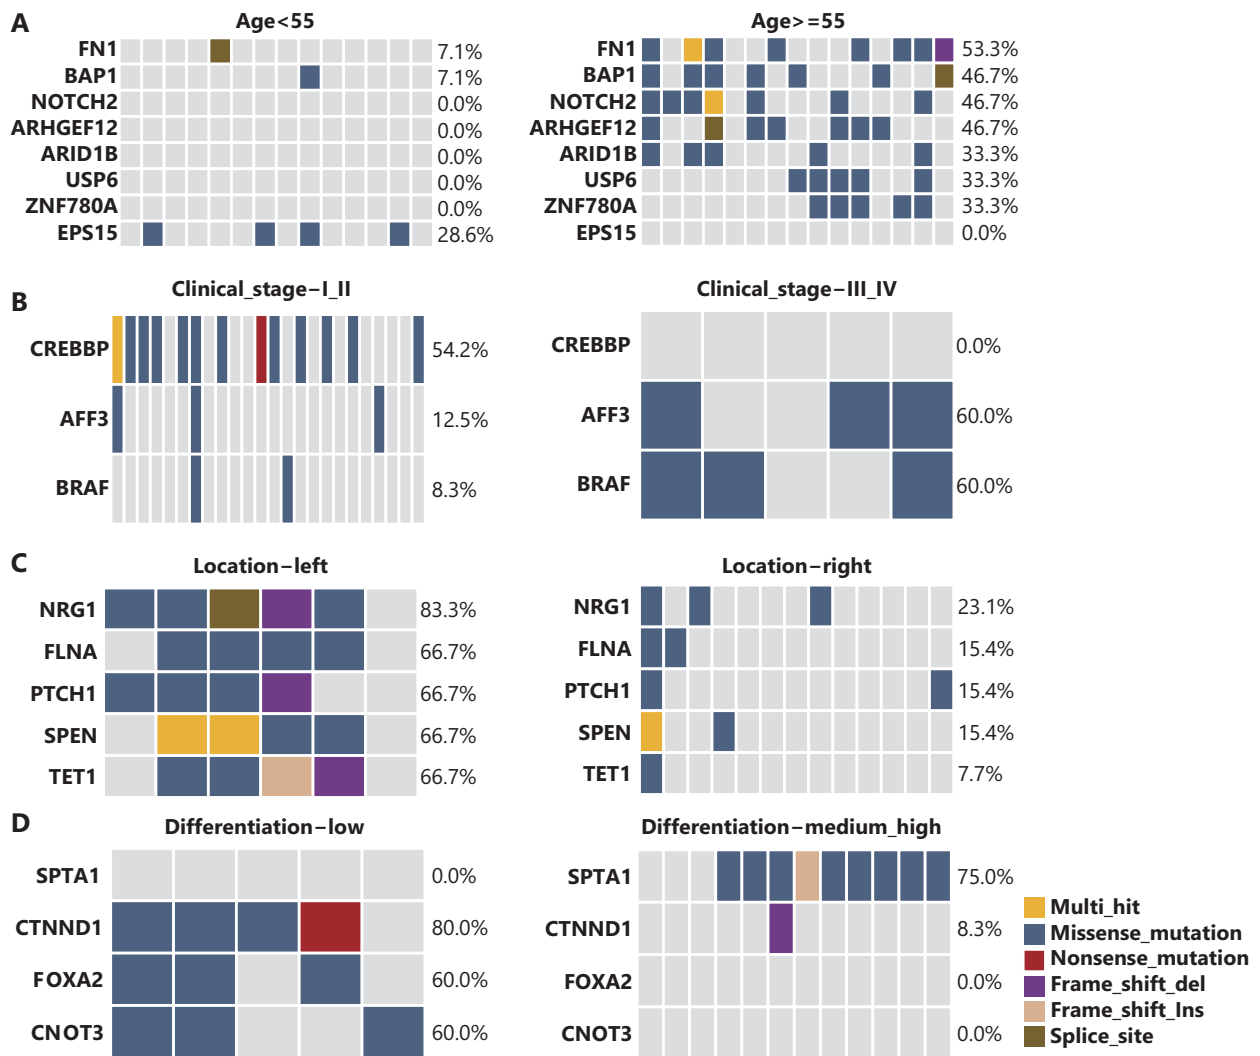 A
Age<55
Age>=55
FN1 7.1%
BAP1 7.1%
NOTCH2 0.0%
ARHGEF12 0.0%
ARID1B 0.0%
USP6 0.0%
ZNF780A 0.0%
EPS15 28.6%
FN1 53.3%
BAP1 46.7%
NOTCH2 46.7%
ARHGEF12 46.7%
ARID1B 33.3%
USP6 33.3%
ZNF780A 33.3%
EPS15 0.0%
B
Clinical_stage–I_II
Clinical_stage–III_IV
CREBBP 54.2%
AFF3 12.5%
BRAF 8.3%
CREBBP 0.0%
AFF3 60.0%
BRAF 60.0%
C
Location–left
Location–right
NRG1 83.3%
FLNA 66.7%
PTCH1 66.7%
SPEN 66.7%
TET1 66.7%
NRG1 23.1%
FLNA 15.4%
PTCH1 15.4%
SPEN 15.4%
TET1 7.7%
D
Differentiation–low
Differentiation–medium_high
SPTA1 0.0%
CTNND1 80.0%
FOXA2 60.0%
CNOT3 60.0%
SPTA1 75.0%
CTNND1 8.3%
FOXA2 0.0%
CNOT3 0.0%
Multi_hit
Missense_mutation
Nonsense_mutation
Frame_shift_del
Frame_shift_Ins
Splice_site